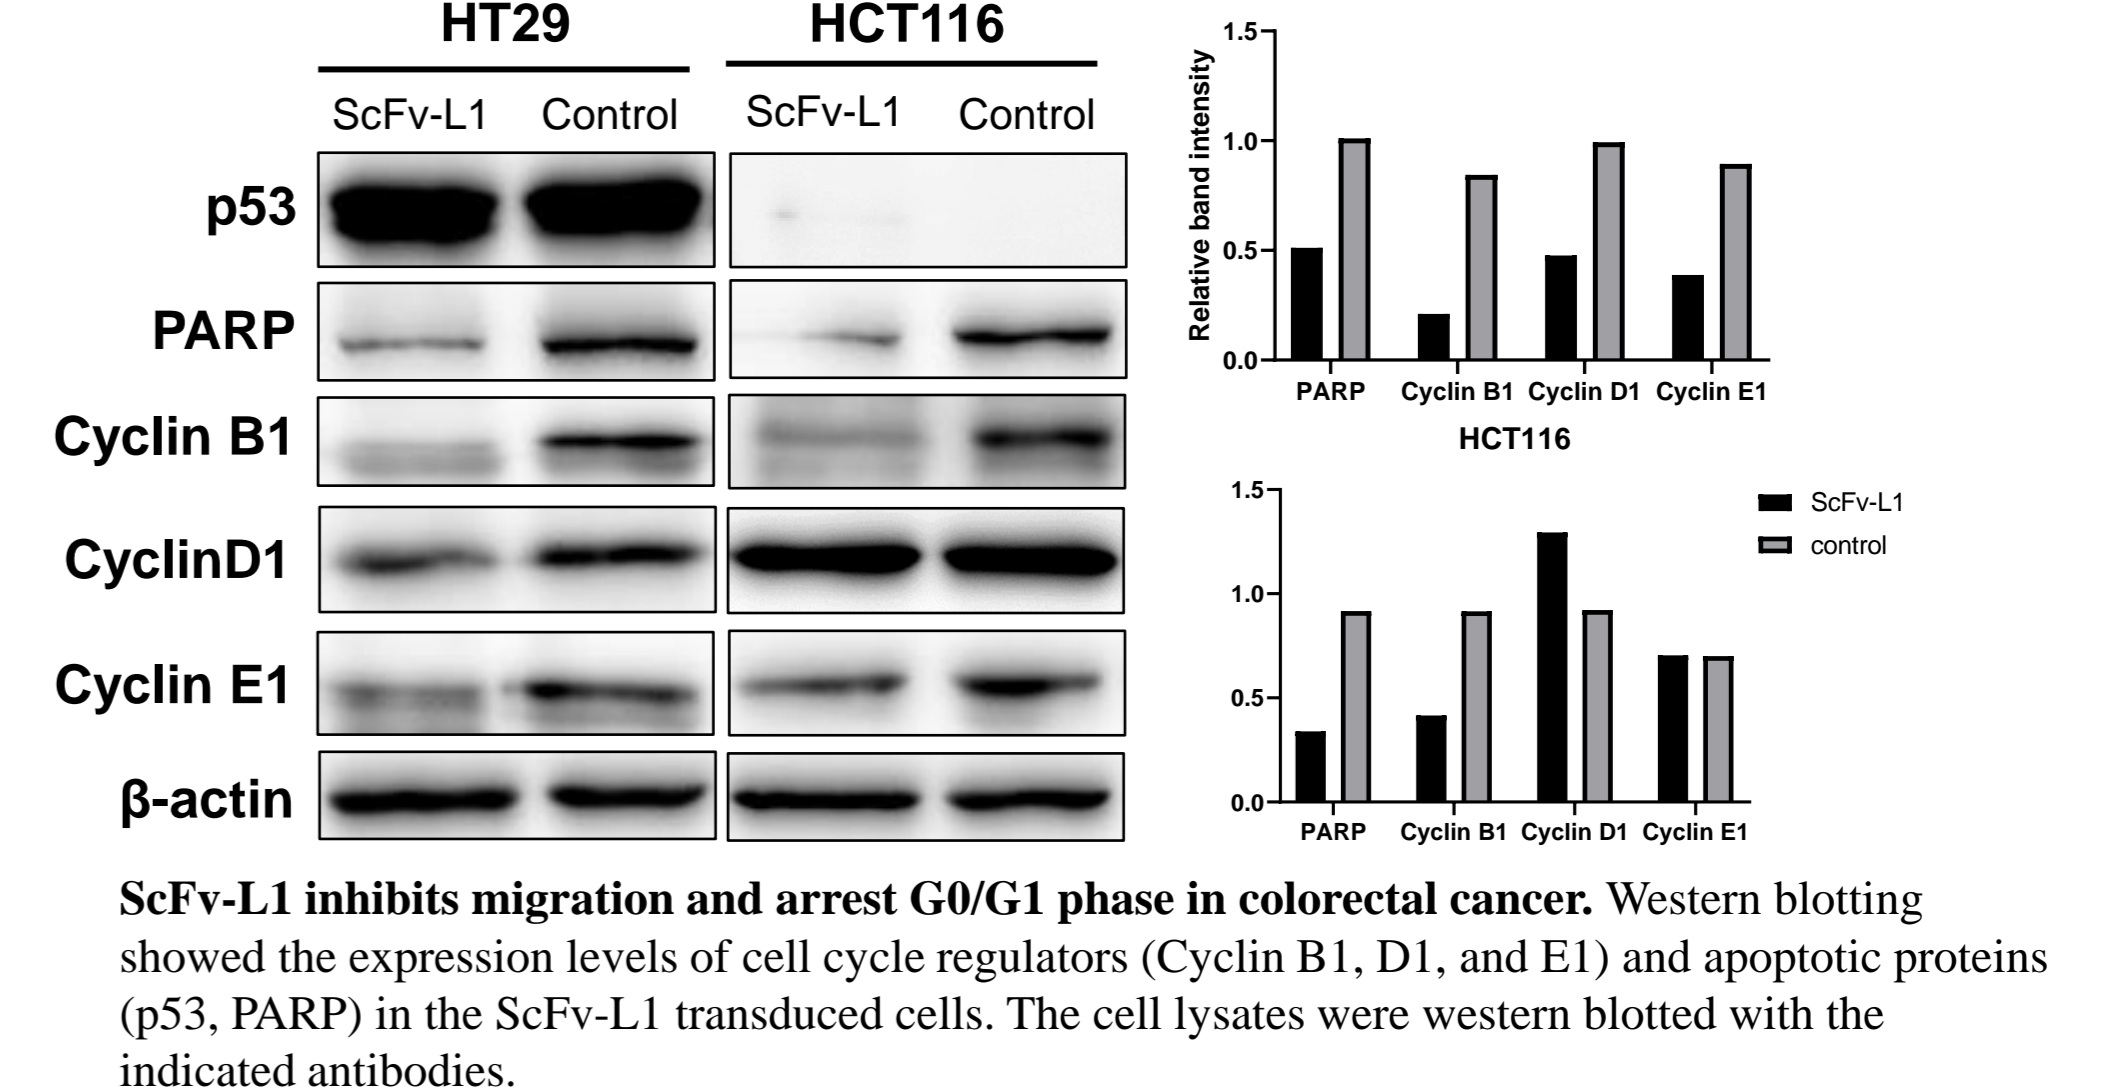 HT29 HCT116
ScFv-L1 Control ScFv-L1 Control
p53
PARP
Cyclin B1
CyclinD1
Cyclin E1
β-actin
Relative band intensity
1.5
1.0
0.5
0.0
PARP Cyclin B1 Cyclin D1 Cyclin E1
HCT116
1.5
1.0
0.5
0.0
PARP Cyclin B1 Cyclin D1 Cyclin E1
ScFv-L1
control
ScFv-L1 inhibits migration and arrest G0/G1 phase in colorectal cancer. Western blotting
showed the expression levels of cell cycle regulators (Cyclin B1, D1, and E1) and apoptotic proteins
(p53, PARP) in the ScFv-L1 transduced cells. The cell lysates were western blotted with the
indicated antibodies.